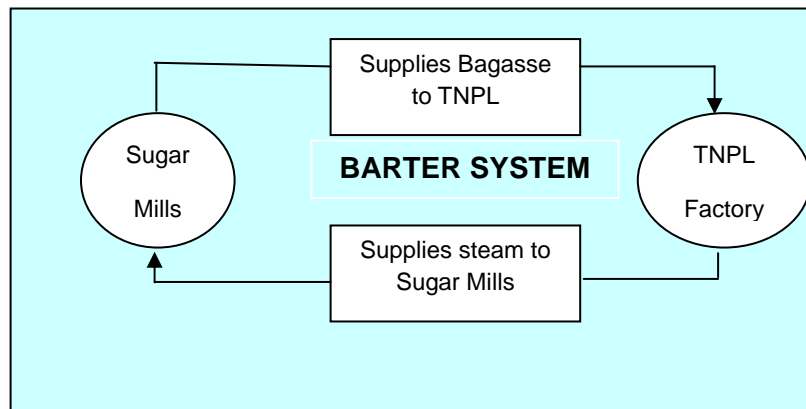 Supplies Bagasse
to TNPL
Sugar
Mills
BARTER SYSTEM
TNPL
Factory
Supplies steam to
Sugar Mills